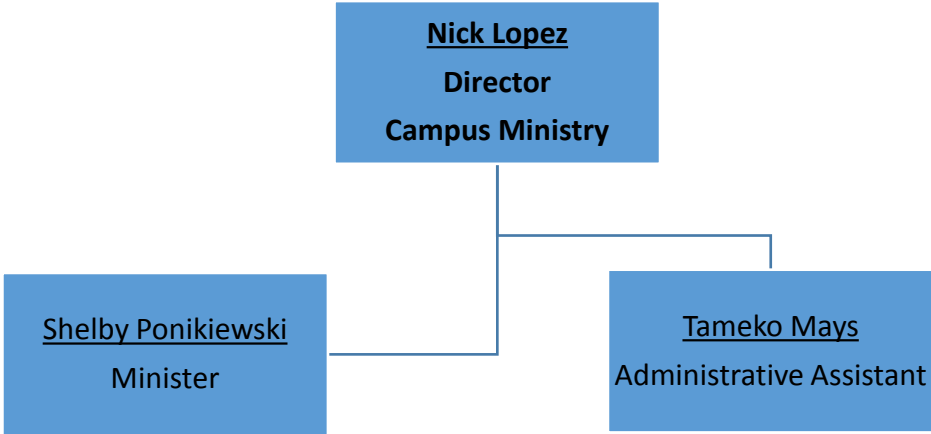 Nick Lopez
Director
Campus Ministry
Shelby Ponikiewski
Minister
Tameko Mays
Administrative Assistant